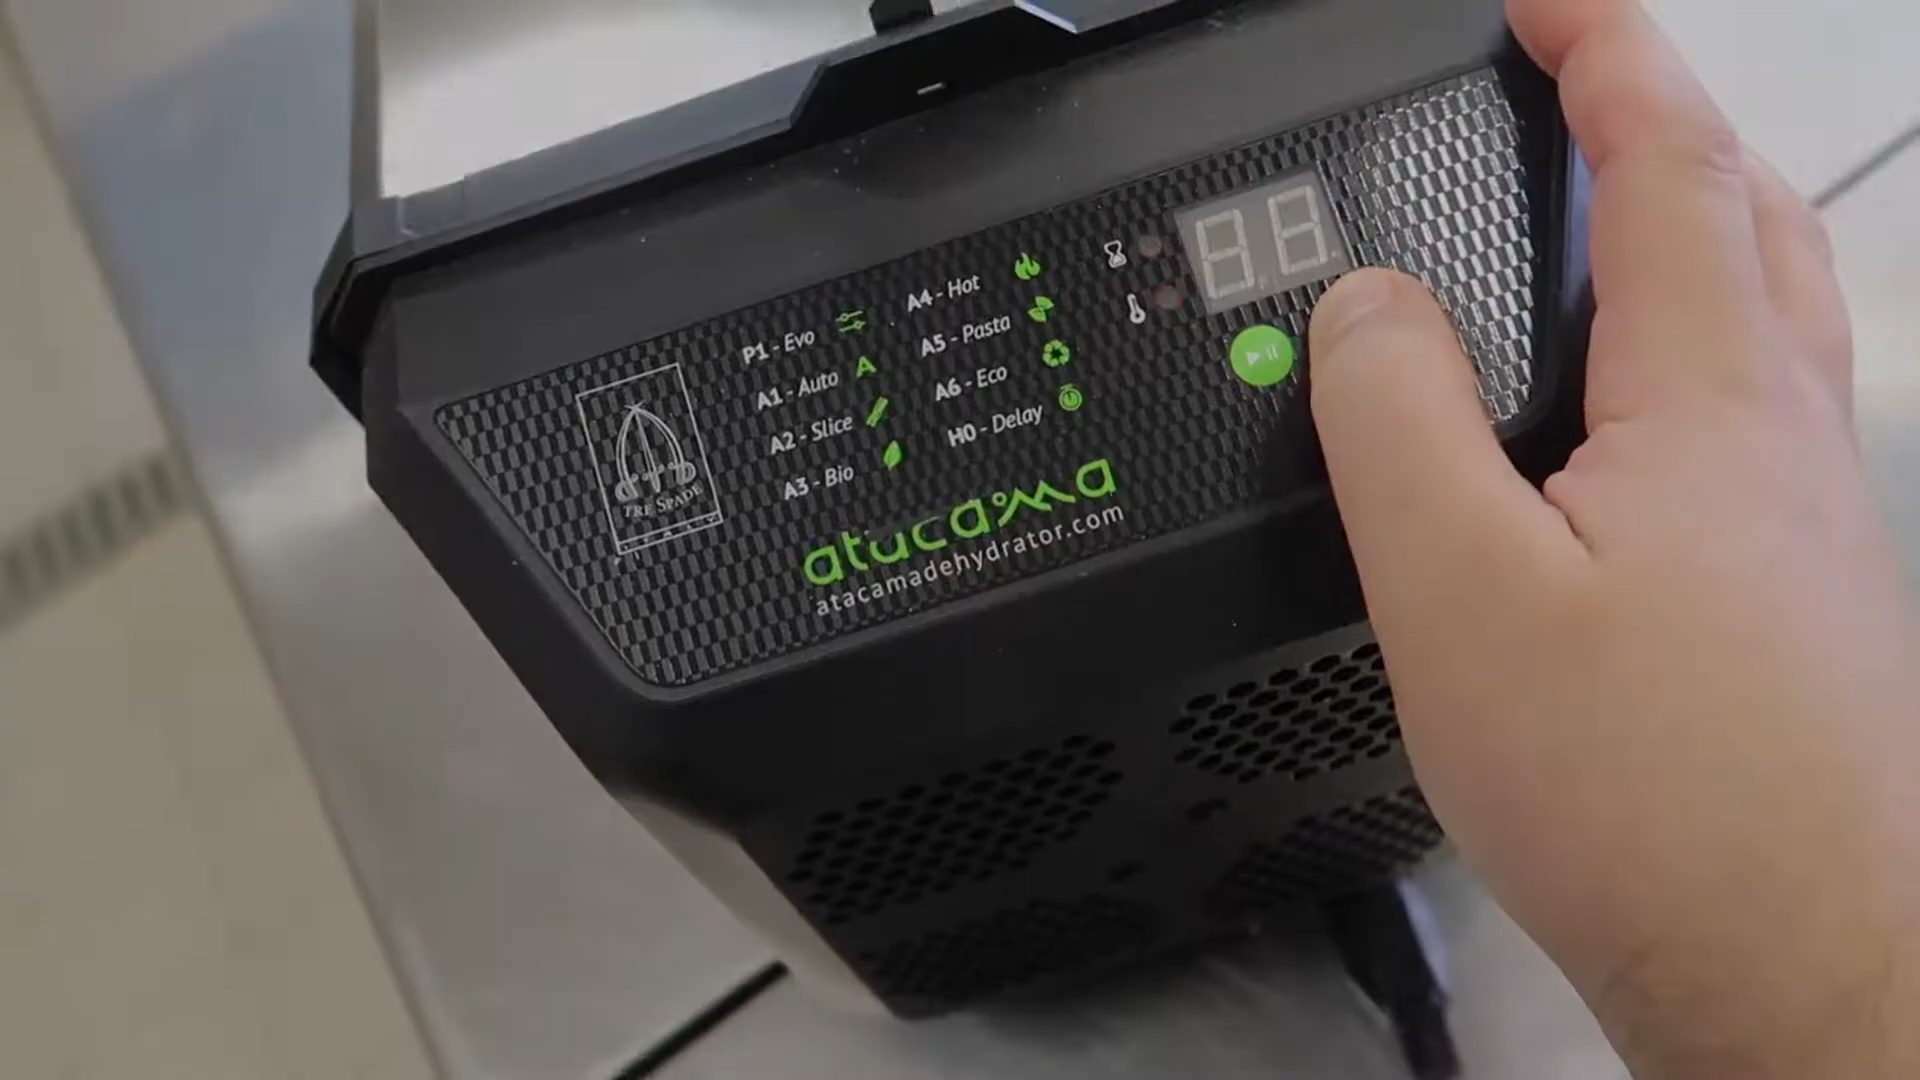 TRE SPADE
P1 - Evo
A1 - Auto
A2 - Slice
A3 - Bio
A4 - Hot
A5 - Pasta
A6 - Eco
H0 - Delay
atacama
atacamadehydrator.com